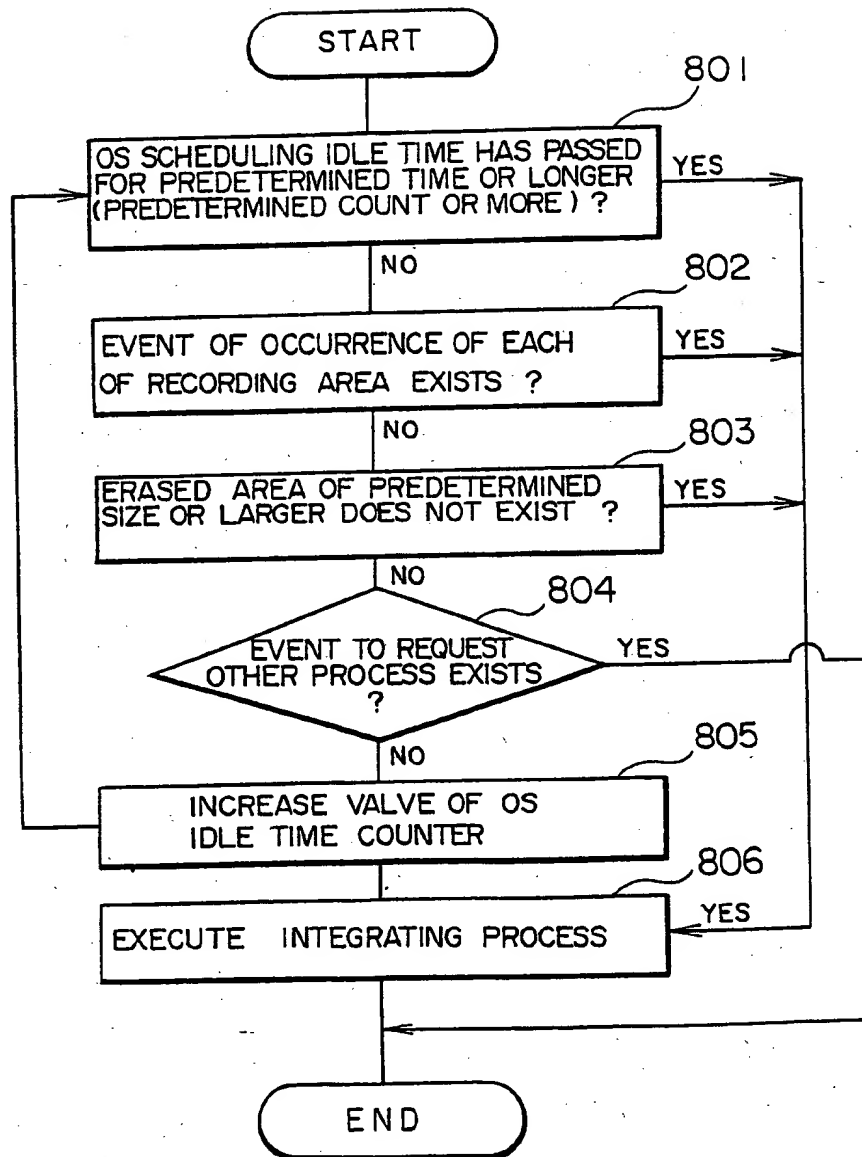 START
801
OS SCHEDULING IDLE TIME HAS PASSED
FOR PREDETERMINED TIME OR LONGER
(PREDETERMINED COUNT OR MORE) ?
YES
NO
802
EVENT OF OCCURRENCE OF EACH
OF RECORDING AREA EXISTS ?
YES
NO
803
ERASED AREA OF PREDETERMINED
SIZE OR LARGER DOES NOT EXIST ?
YES
NO
804
EVENT TO REQUEST
OTHER PROCESS EXISTS
?
YES
NO
805
INCREASE VALVE OF OS
IDLE TIME COUNTER
806
EXECUTE INTEGRATING PROCESS
YES
END